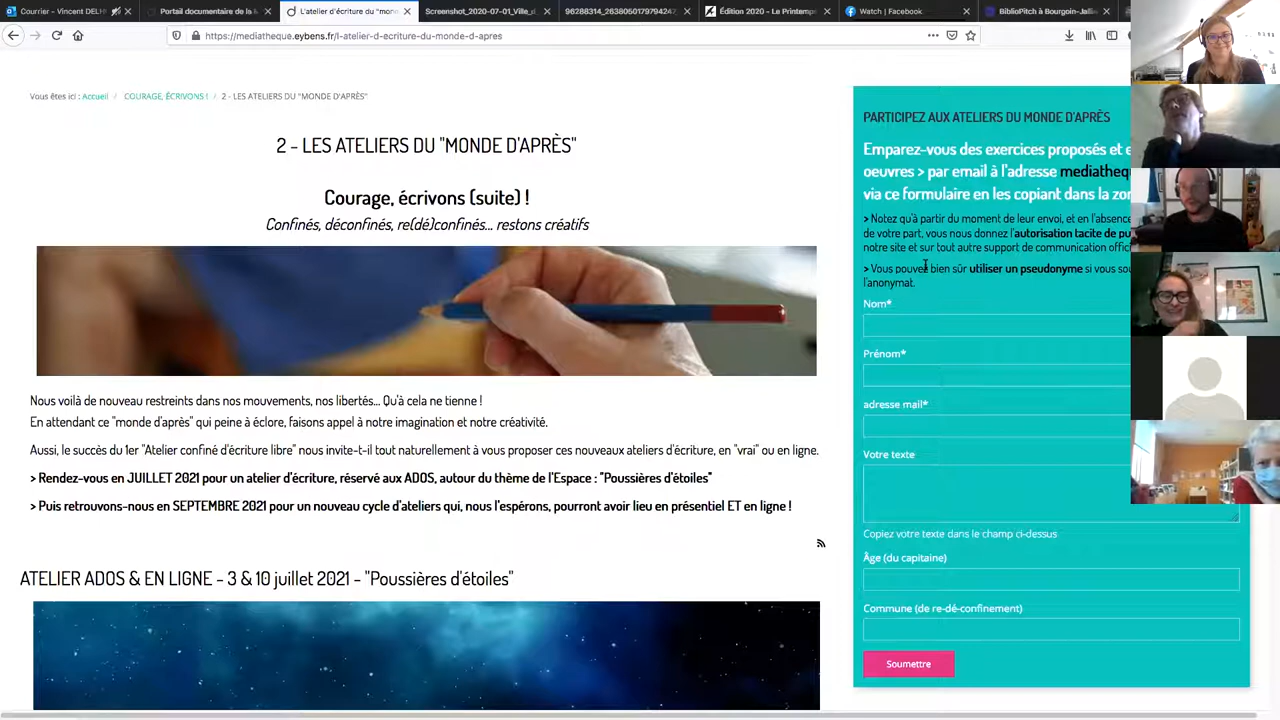 Courrier – Vincent DELH
Portail documentaire de la M
L'atelier d'écriture du "mond
Screenshot_2020-07-01_Ville_d
96288314_2638050179794247
Édition 2020 - Le Printemps
Watch | Facebook
BiblioPitch à Bourgoin-Jallie
https://mediatheque.eybens.fr/l-atelier-d-ecriture-du-monde-d-apres
Vous êtes ici : Accueil / COURAGE, ÉCRIVONS ! / 2 - LES ATELIERS DU "MONDE D'APRÈS"
2 - LES ATELIERS DU "MONDE D'APRÈS"
Courage, écrivons (suite) !
Confinés, déconfinés, re(dé)confinés... restons créatifs
Nous voilà de nouveau restreints dans nos mouvements, nos libertés... Qu'à cela ne tienne !
En attendant ce "monde d'après" qui peine à éclore, faisons appel à notre imagination et notre créativité.
Aussi, le succès du 1er "Atelier confiné d'écriture libre" nous invite-t-il tout naturellement à vous proposer ces nouveaux ateliers d'écriture, en "vrai" ou en ligne.
> Rendez-vous en JUILLET 2021 pour un atelier d'écriture, réservé aux ADOS, autour du thème de l'Espace : "Poussières d'étoiles"
> Puis retrouvons-nous en SEPTEMBRE 2021 pour un nouveau cycle d'ateliers qui, nous l'espérons, pourront avoir lieu en présentiel ET en ligne !
ATELIER ADOS & EN LIGNE - 3 & 10 juillet 2021 - "Poussières d'étoiles"
PARTICIPEZ AUX ATELIERS DU MONDE D'APRÈS
Emparez-vous des exercices proposés et e
oeuvres > par email à l'adresse mediatheq
via ce formulaire en les copiant dans la zon
> Notez qu'à partir du moment de leur envoi, et en l'absence
de votre part, vous nous donnez l'autorisation tacite de pu
notre site et sur tout autre support de communication offici
> Vous pouvez bien sûr utiliser un pseudonyme si vous sou
l'anonymat.
Nom*
Prénom*
adresse mail*
Votre texte
Copiez votre texte dans le champ ci-dessus
Âge (du capitaine)
Commune (de re-dé-confinement)
Soumettre